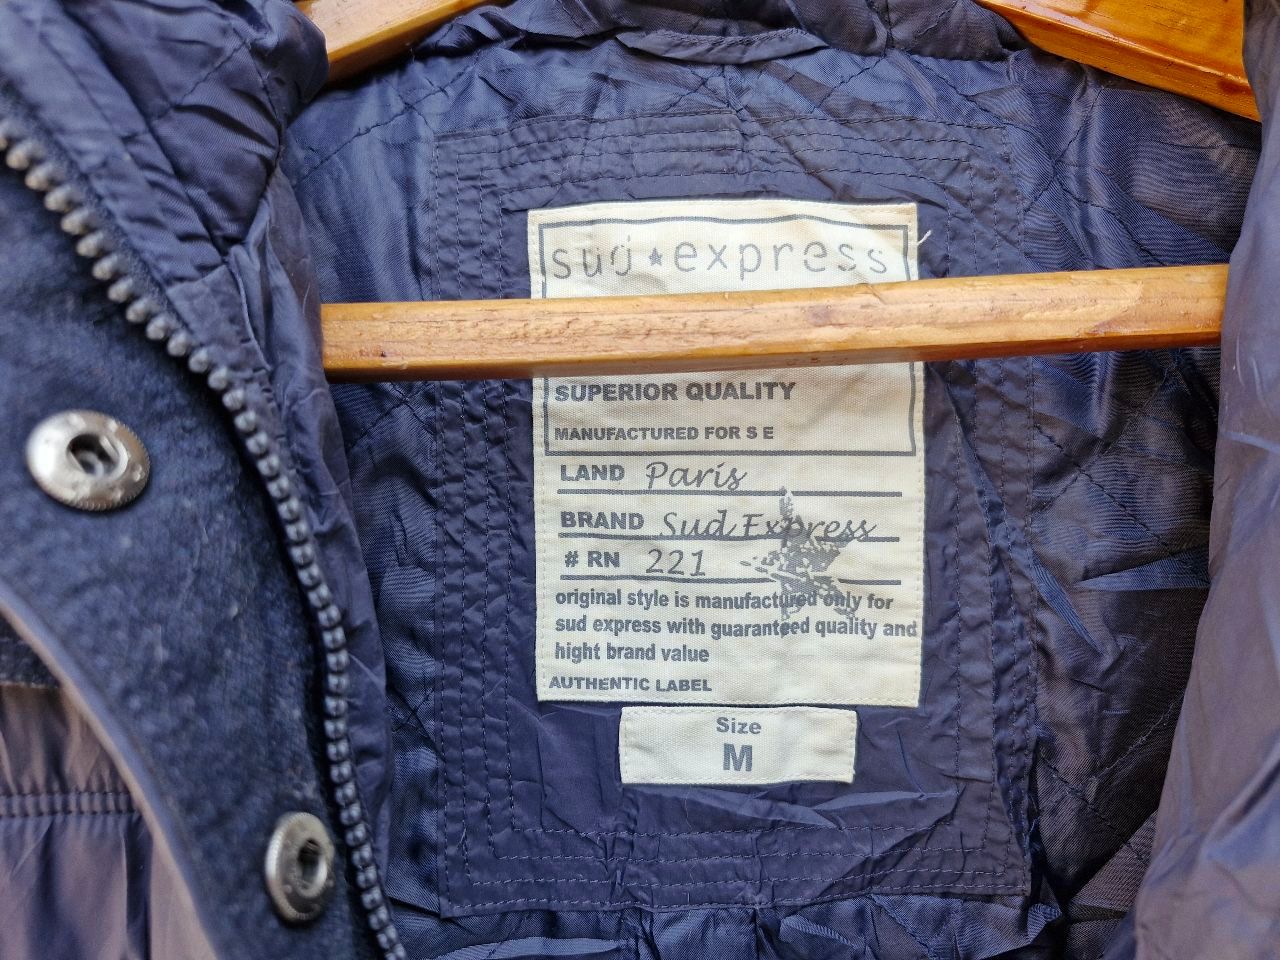 sud★express
SUPERIOR QUALITY
MANUFACTURED FOR S E
LAND Paris
BRAND Sud Express
# RN 221
original style is manufactured only for
sud express with guaranteed quality and
hight brand value
AUTHENTIC LABEL
Size
M